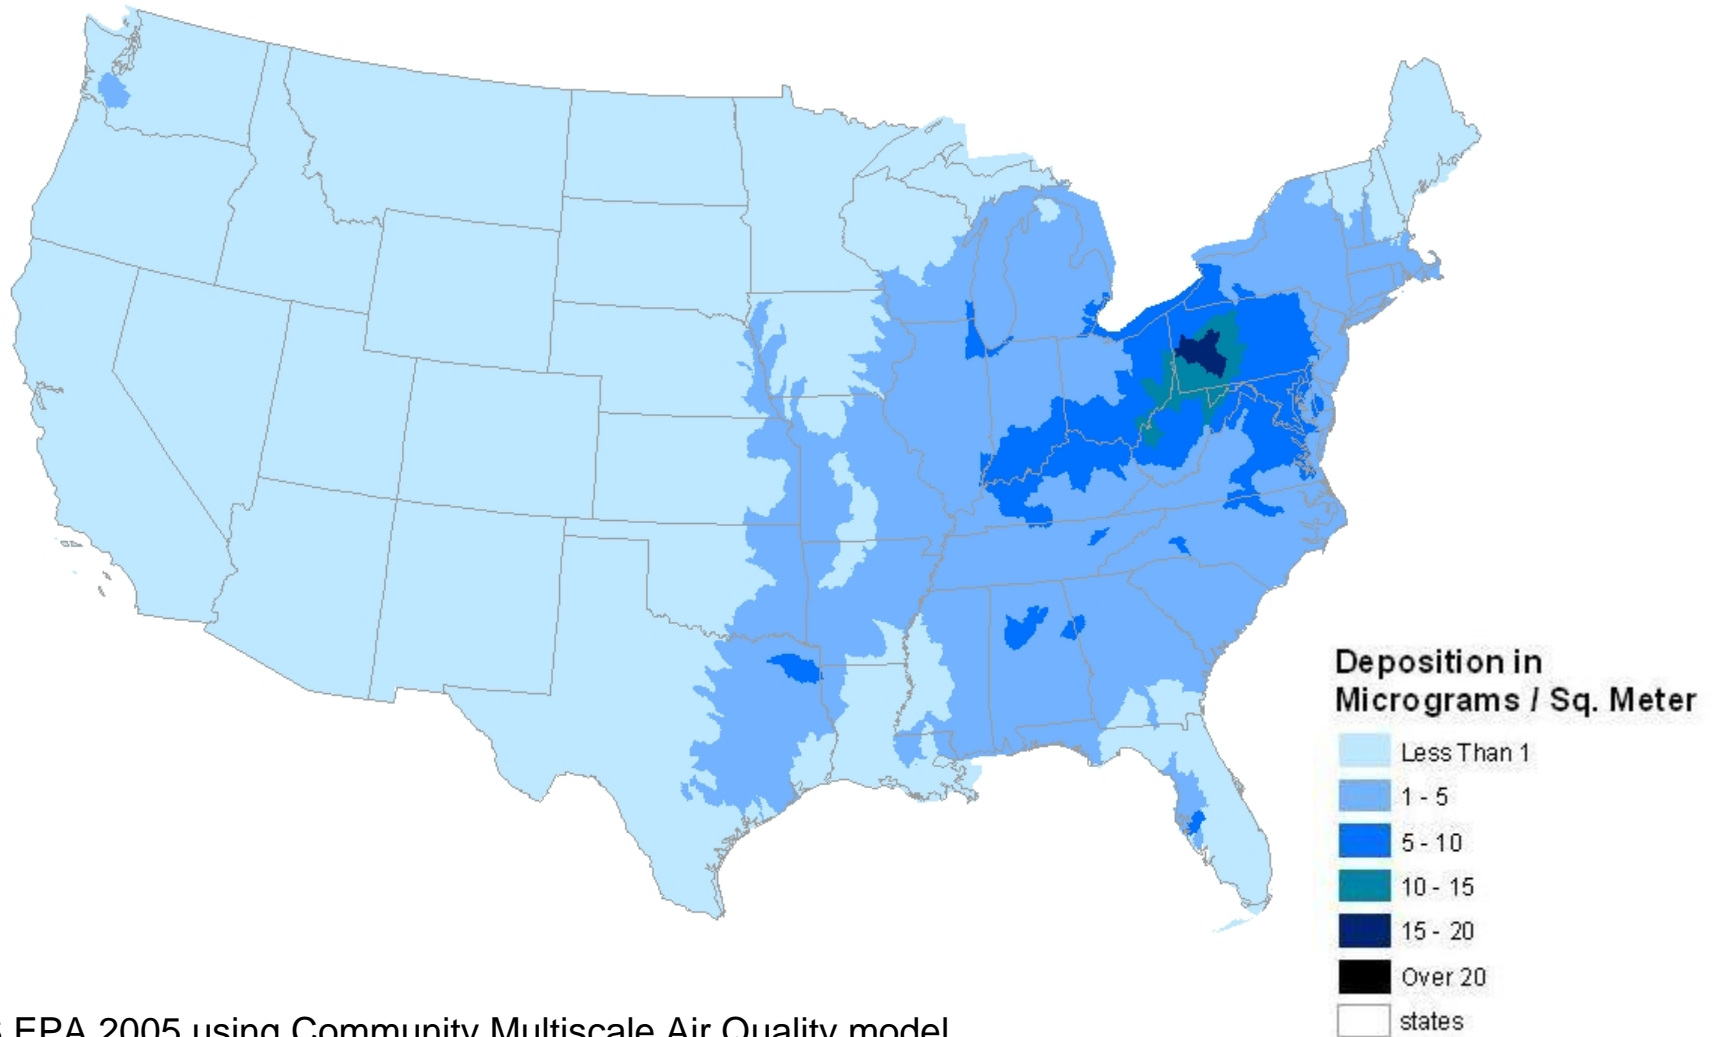 Deposition in
Micrograms / Sq. Meter
Less Than 1
1 - 5
5 - 10
10 - 15
15 - 20
Over 20
states
EPA 2005 using Community Multiscale Air Quality model